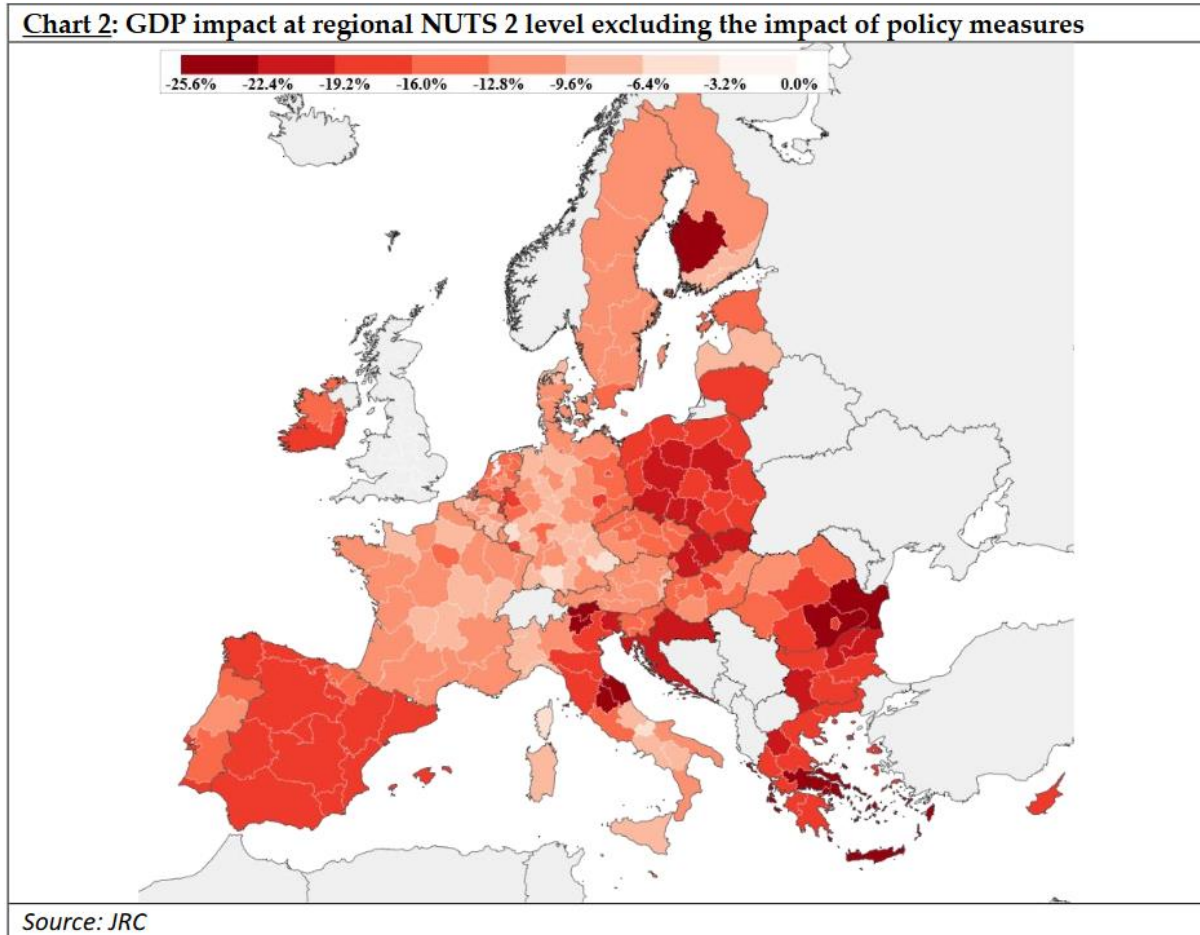 Chart 2: GDP impact at regional NUTS 2 level excluding the impact of policy measures
-25.6% -22.4% -19.2% -16.0% -12.8% -9.6% -6.4% -3.2% 0.0%
Source: JRC